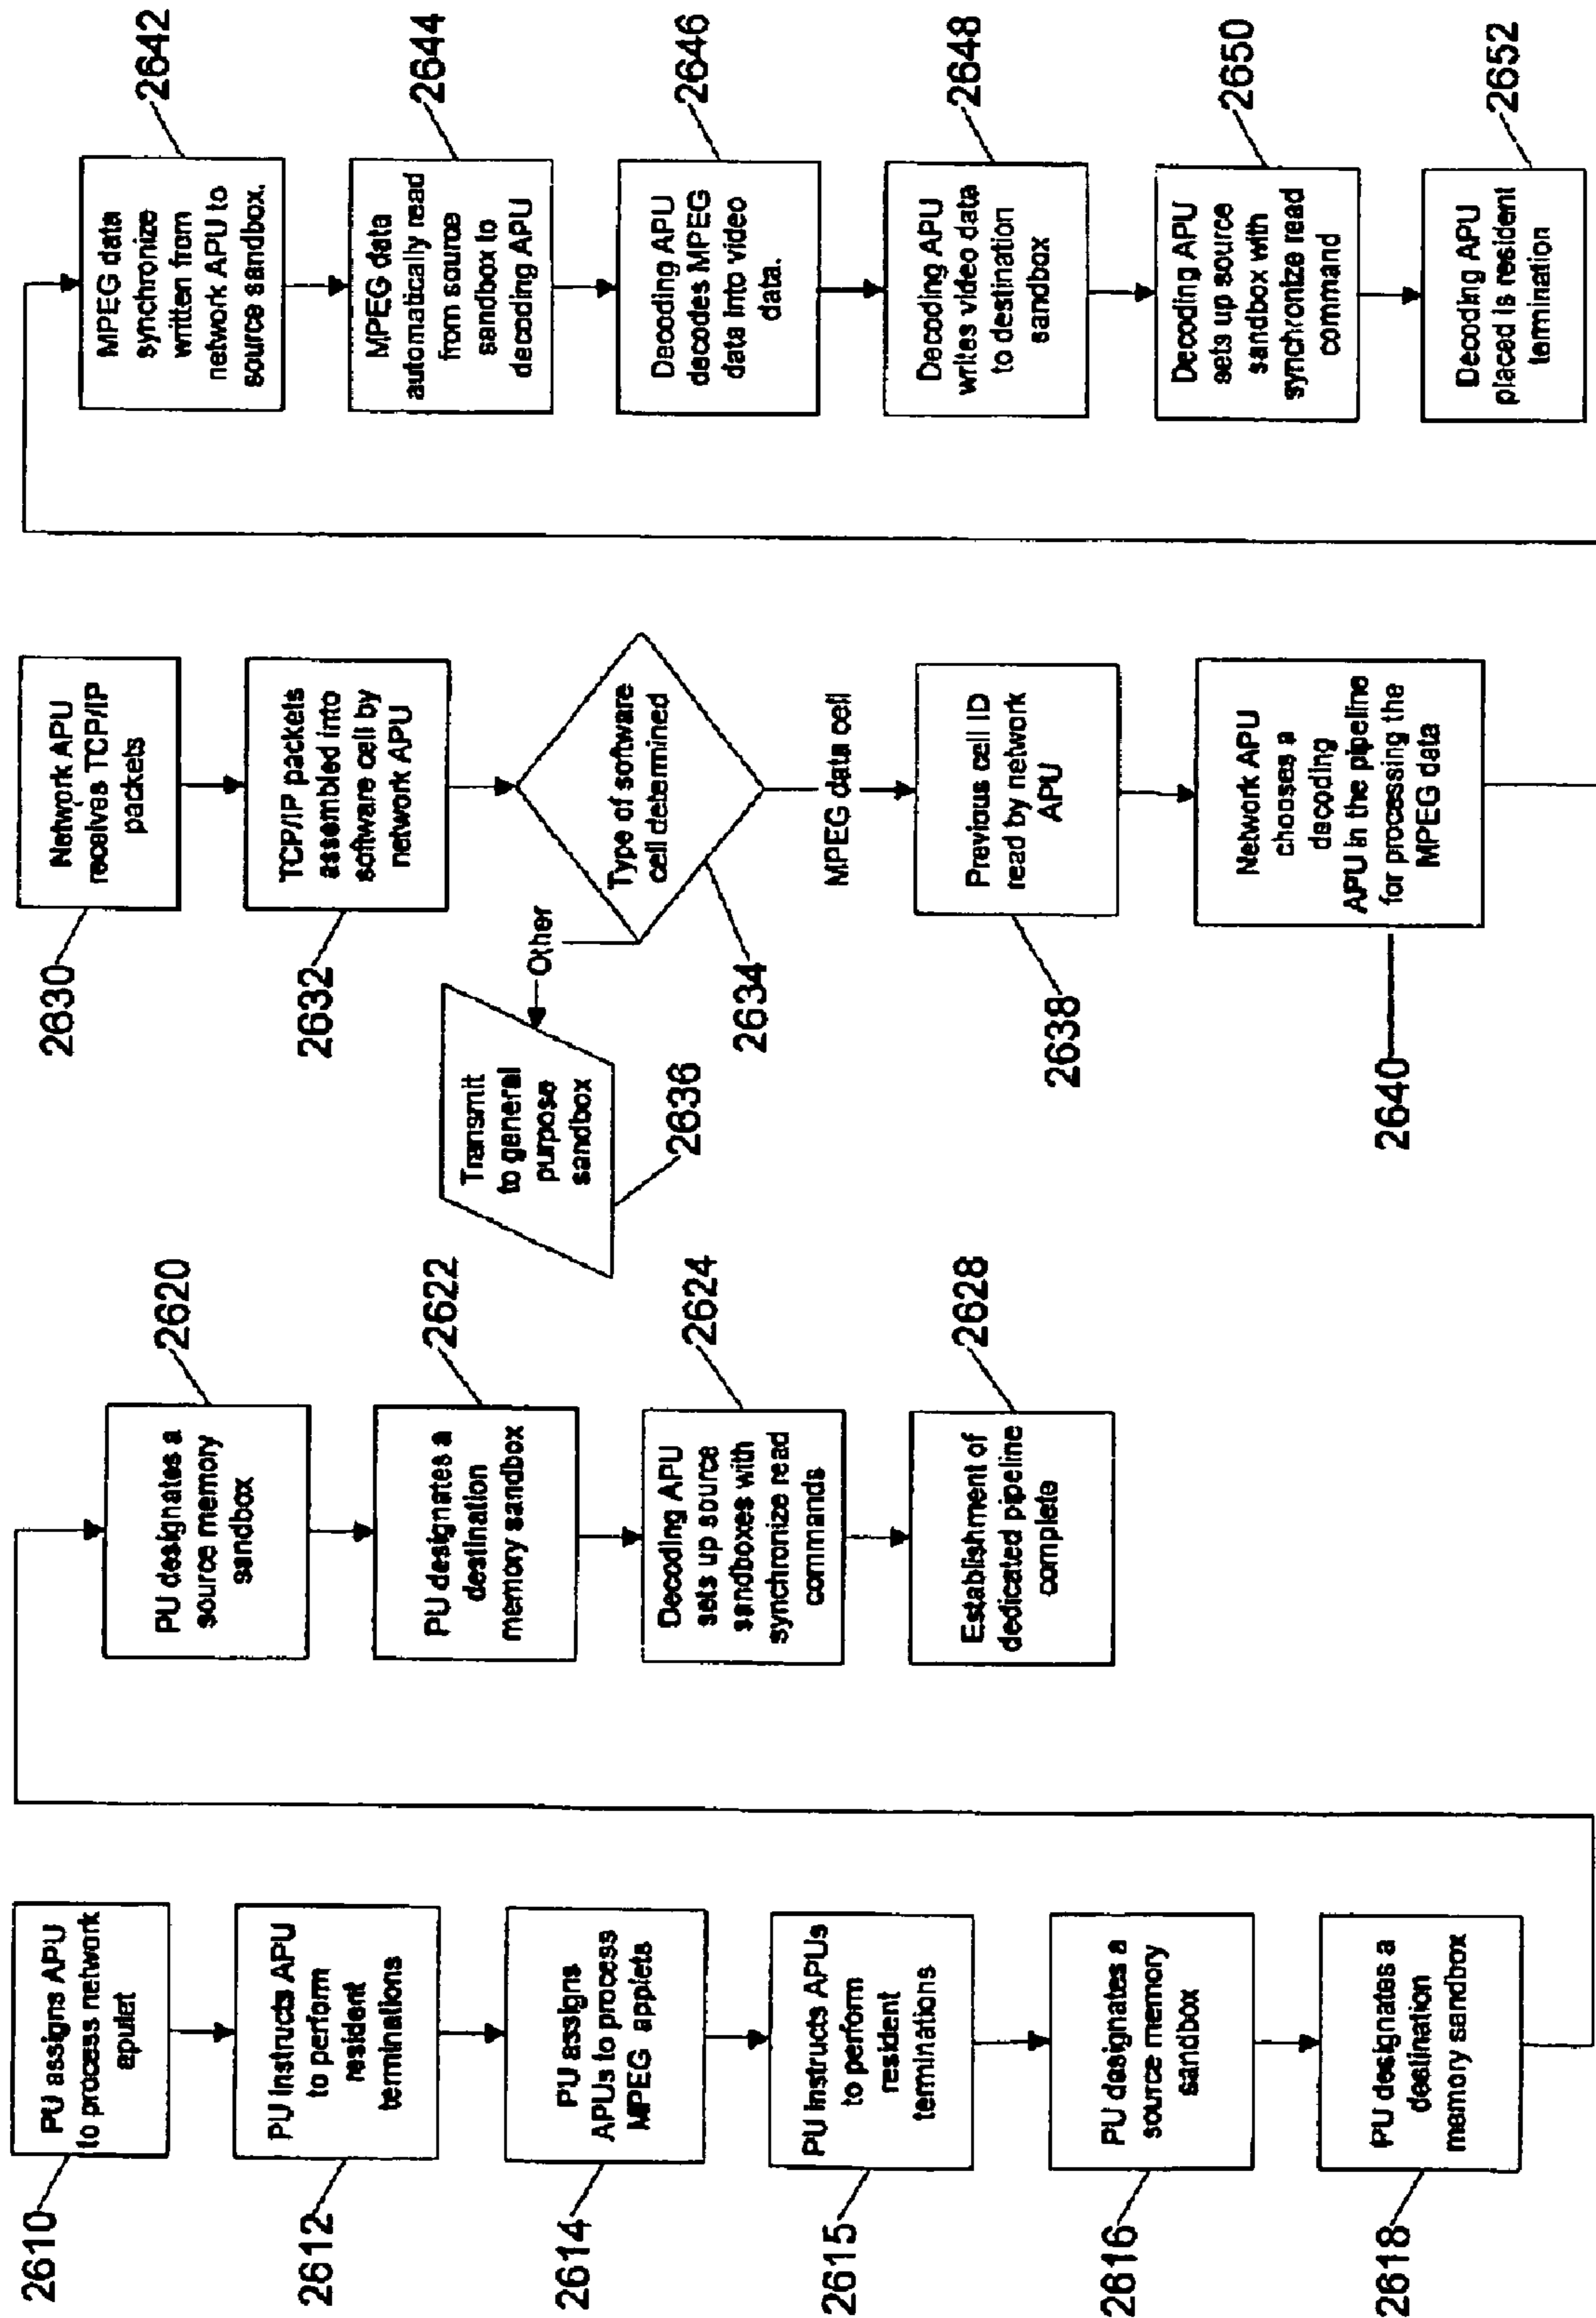 2610
PU assigns APU
to process network
apulet
2612
PU Instructs APU
to perform
resident
terminations
2614
PU assigns
APUs to process
MPEG applets
2615
PU Instructs APUs
to perform
resident
terminations
2616
PU designates a
source memory
sandbox
2618
PU designates a
destination
memory sandbox
2620
PU designates a
source memory
sandbox
2622
PU designates a
destination
memory sandbox
2624
Decoding APU
sets up source
sandboxes with
synchronize read
commands
2628
Establishment of
dedicated pipeline
complete
2630
Network APU
receives TCP/IP
packets
2632
TCP/IP packets
assembled into
software cell by
network APU
2634
Type of software
cell determined
Other
2636
Transmit
to general
purpose
sandbox
MPEG data cell
2638
Previous cell ID
read by network
APU
2640
Network APU
chooses a
decoding
APU in the pipeline
for processing the
MPEG data
2642
MPEG data
synchronize
written from
network APU to
source sandbox.
2644
MPEG data
automatically read
from source
sandbox to
decoding APU
2646
Decoding APU
decodes MPEG
data into video
data.
2648
Decoding APU
writes video data
to destination
sandbox
2650
Decoding APU
sets up source
sandbox with
synchronize read
command
2652
Decoding APU
placed is resident
termination